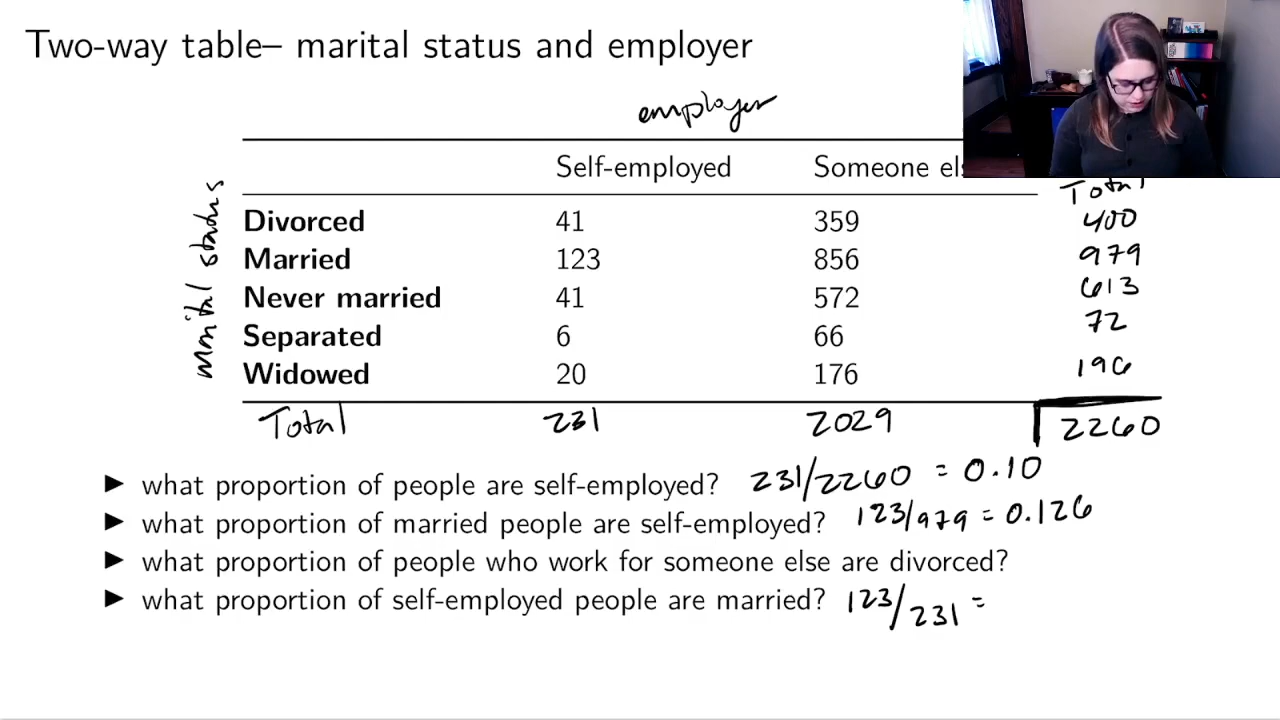 Two-way table– marital status and employer
employer
Self-employed Someone els
Total
marital status
Divorced 41 359 400
Married 123 856 979
Never married 41 572 613
Separated 6 66 72
Widowed 20 176 196
Total 231 2029 2260
▶ what proportion of people are self-employed? 231/2260 = 0.10
▶ what proportion of married people are self-employed? 123/979 = 0.126
▶ what proportion of people who work for someone else are divorced?
▶ what proportion of self-employed people are married? 123/231 =